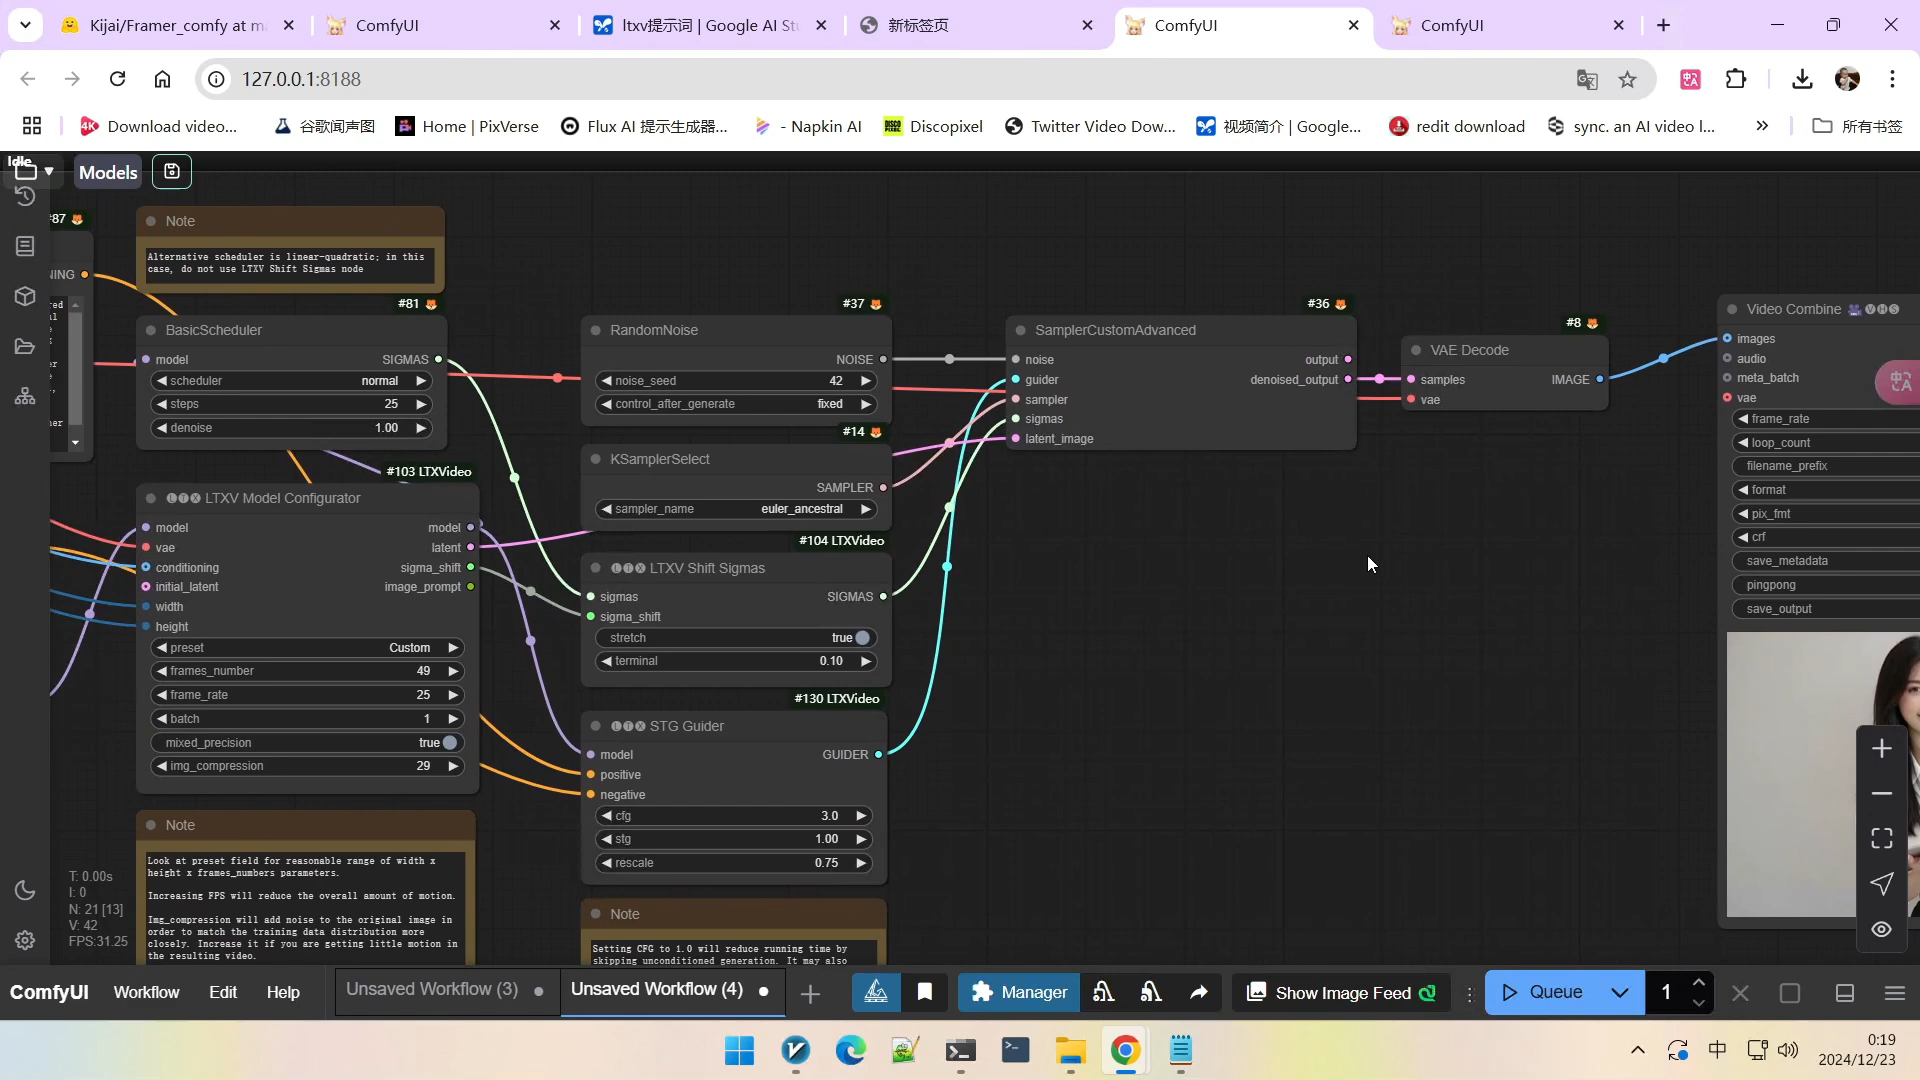 Kijai/Framer_comfy at m
ComfyUI
ltxv提示词 | Google AI St
新标签页
ComfyUI
ComfyUI
127.0.0.1:8188
Download video...
谷歌闻声图
Home | PixVerse
Flux AI 提示生成器...
- Napkin AI
Discopixel
Twitter Video Dow...
视频简介 | Google...
redit download
sync. an AI video l...
»
所有书签
Idle
Models
#87
NING
Note
Alternative scheduler is linear-quadratic; in this
case, do not use LTXV Shift Sigmas node
#81
BasicScheduler
model SIGMAS
scheduler normal
steps 25
denoise 1.00
#103 LTXVideo
LTX LTXV Model Configurator
model model
vae latent
conditioning sigma_shift
initial_latent image_prompt
width
height
preset Custom
frames_number 49
frame_rate 25
batch 1
mixed_precision true
img_compression 29
Note
Look at preset field for reasonable range of width x
height x frames_numbers parameters.
Increasing FPS will reduce the overall amount of motion.
Img_compression will add noise to the original image in
order to match the training data distribution more
closely. Increase it if you are getting little motion in
the resulting video.
T: 0.00s
I: 0
N: 21 [13]
V: 42
FPS:31.25
#37
RandomNoise
NOISE
noise_seed 42
control_after_generate fixed
#14
KSamplerSelect
SAMPLER
sampler_name euler_ancestral
#104 LTXVideo
LTX LTXV Shift Sigmas
sigmas SIGMAS
sigma_shift
stretch true
terminal 0.10
#130 LTXVideo
LTX STG Guider
model GUIDER
positive
negative
cfg 3.0
stg 1.00
rescale 0.75
Note
Setting CFG to 1.0 will reduce running time by
skipping unconditioned generation. It may also
#36
SamplerCustomAdvanced
noise output
guider denoised_output
sampler
sigmas
latent_image
#8
VAE Decode
samples IMAGE
vae
Video Combine VHS
images
audio
meta_batch
vae
frame_rate
loop_count
filename_prefix
format
pix_fmt
crf
save_metadata
pingpong
save_output
ComfyUI
Workflow
Edit
Help
Unsaved Workflow (3)
Unsaved Workflow (4)
Manager
Show Image Feed
Queue
1
中
0:19
2024/12/23